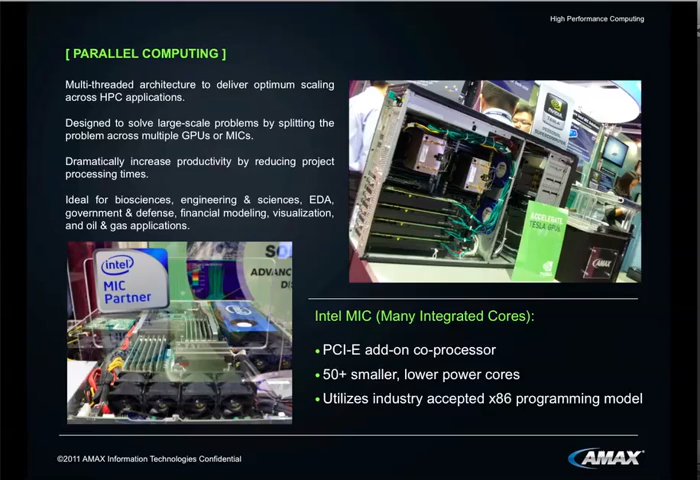 High Performance Computing
[ PARALLEL COMPUTING ]
Multi-threaded architecture to deliver optimum scaling
across HPC applications.
Designed to solve large-scale problems by splitting the
problem across multiple GPUs or MICs.
Dramatically increase productivity by reducing project
processing times.
Ideal for biosciences, engineering & sciences, EDA,
government & defense, financial modeling, visualization,
and oil & gas applications.
ACCELERATE
TESLA GPUs
AMAX
intel
MIC
Partner
SO
ADVANC
Intel MIC (Many Integrated Cores):
• PCI-E add-on co-processor
• 50+ smaller, lower power cores
• Utilizes industry accepted x86 programming model
©2011 AMAX Information Technologies Confidential
AMAX